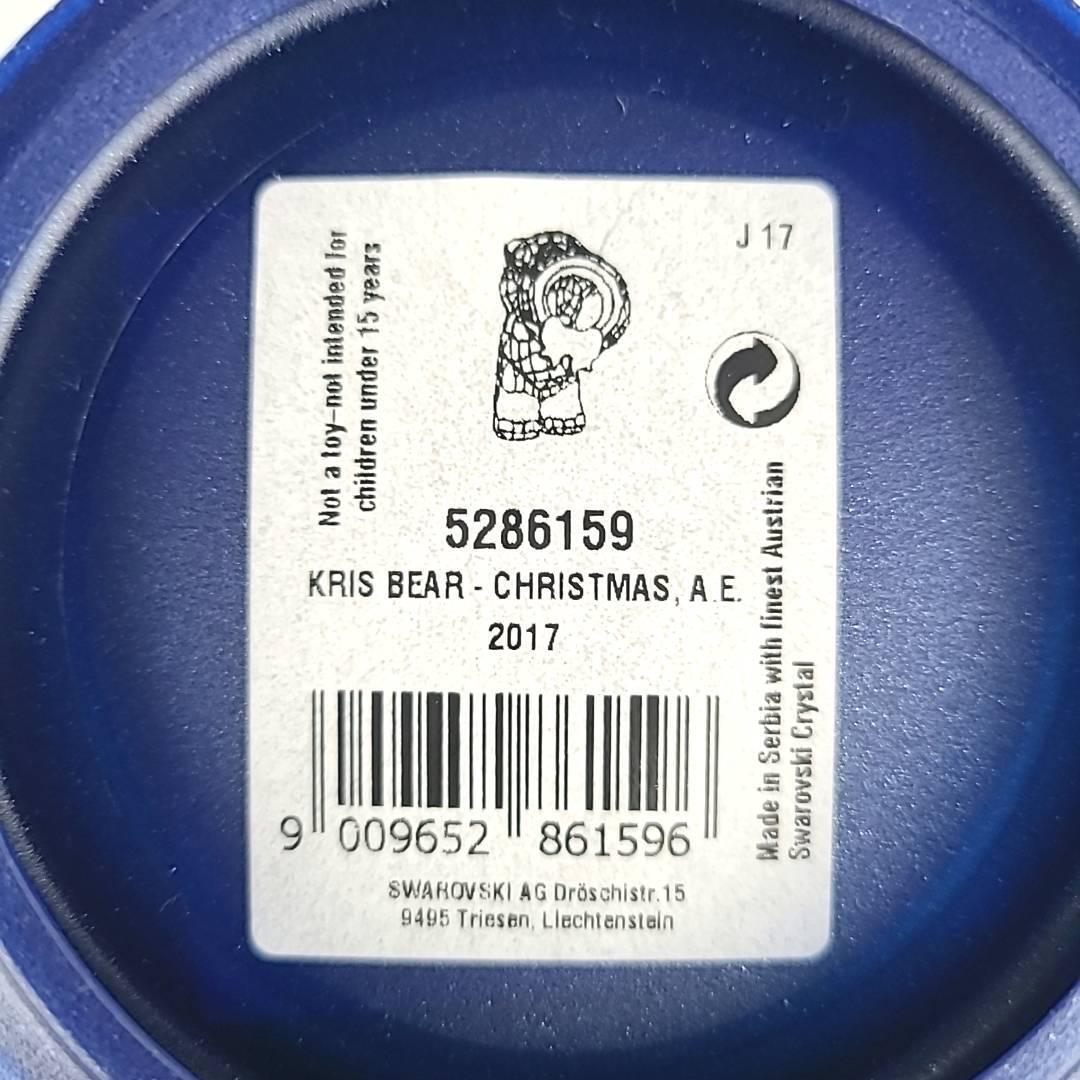 J 17
Not a toy–not intended for
children under 15 years
5286159
KRIS BEAR - CHRISTMAS, A.E.
2017
Made in Serbia with finest Austrian
Swarovski Crystal
9 009652 861596
SWAROVSKI AG Dröschistr.15
9495 Triesen, Liechtenstein